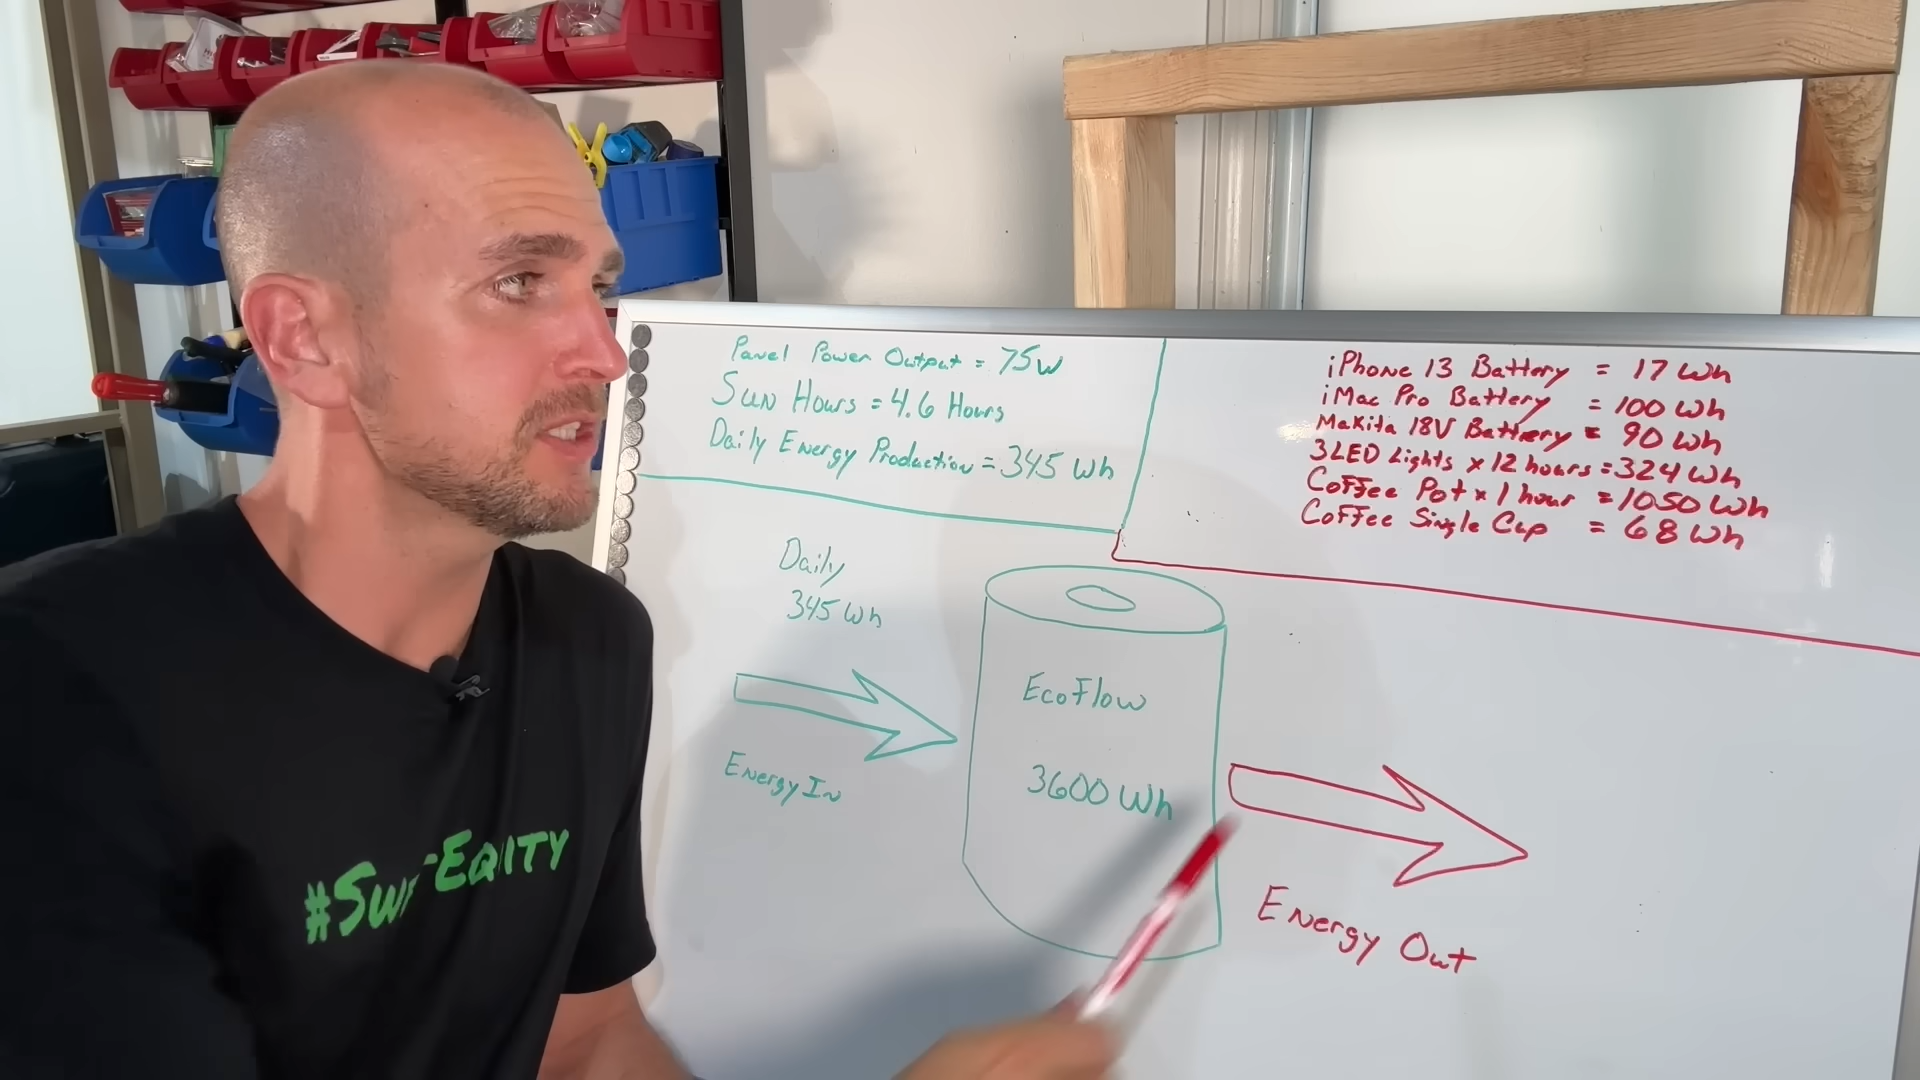 Panel Power Output = 75W
Sun Hours = 4.6 Hours
Daily Energy Production = 345 Wh
iPhone 13 Battery = 17 Wh
iMac Pro Battery = 100 Wh
Makita 18V Battery = 90 Wh
3 LED Lights x 12 hours = 324 Wh
Coffee Pot x 1 hour = 1050 Wh
Coffee Single Cup = 68 Wh
Daily
345 Wh
Energy In
EcoFlow
3600 Wh
Energy Out